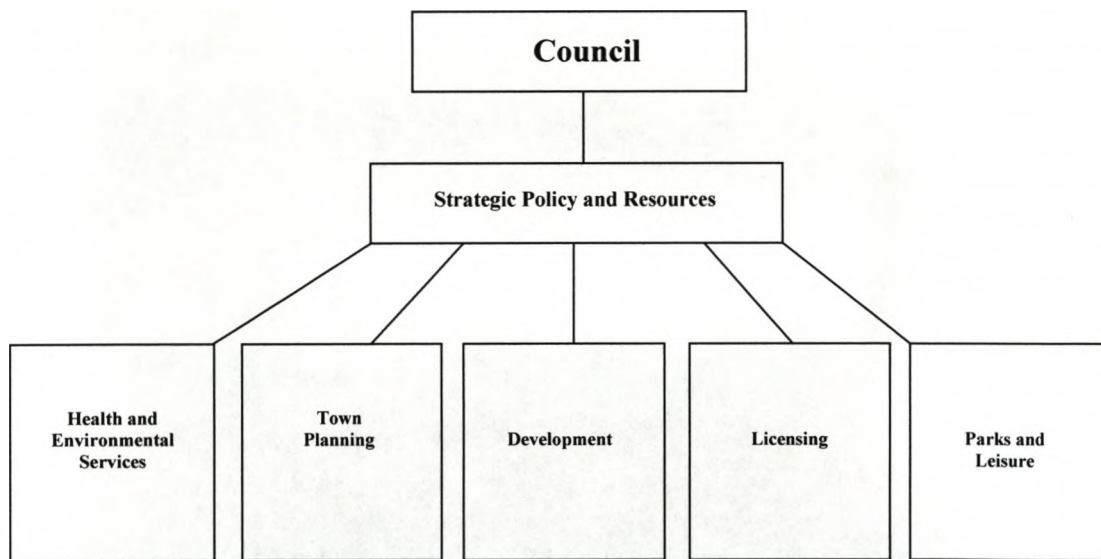 Council
Strategic Policy and Resources
Health and
Environmental
Services
Town
Planning
Development
Licensing
Parks and
Leisure